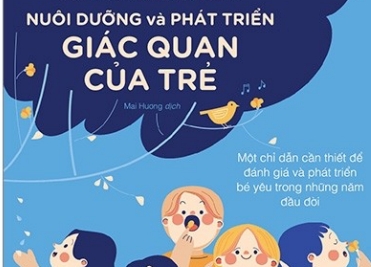 NUÔI DƯỠNG và PHÁT TRIỂN
GIÁC QUAN
CỦA TRẺ
Mai Hương dịch
Một chỉ dẫn cần thiết để
đánh giá và phát triển
bé yêu trong những năm
đầu đời